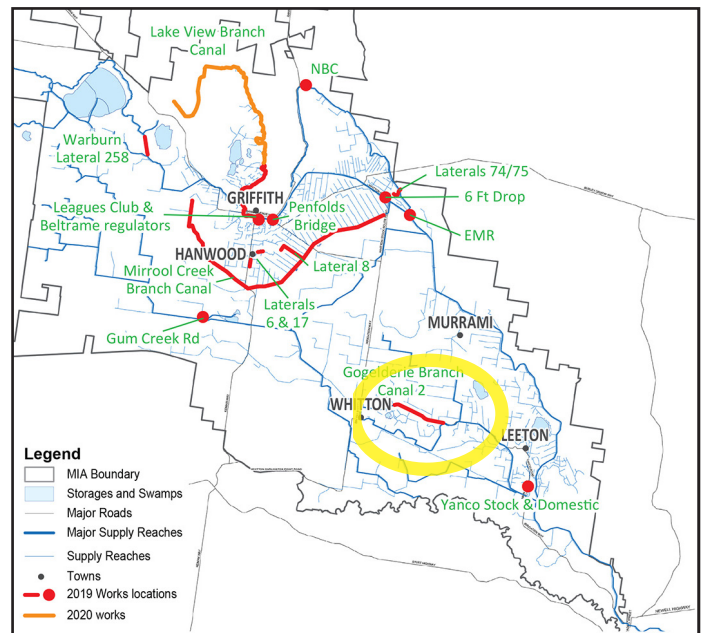 Lake View Branch
Canal
NBC
Warburn
Lateral 258
Laterals 74/75
GRIFFITH
6 Ft Drop
Leagues Club &
Beltrame regulators
Penfolds
Bridge
EMR
HANWOOD
Lateral 8
Mirrool Creek
Branch Canal
Laterals
6 & 17
Gum Creek Rd
MURRAMI
Gogelderie Branch
Canal 2
WHITTON
LEETON
Yanco Stock & Domestic
Legend
MIA Boundary
Storages and Swamps
Major Roads
Major Supply Reaches
Supply Reaches
Towns
2019 Works locations
2020 works
NEWELL HIGHWAY